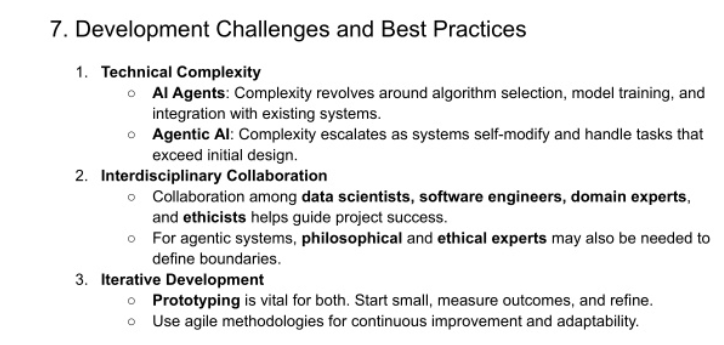 7. Development Challenges and Best Practices
1. Technical Complexity
○ AI Agents: Complexity revolves around algorithm selection, model training, and
integration with existing systems.
○ Agentic AI: Complexity escalates as systems self-modify and handle tasks that
exceed initial design.
2. Interdisciplinary Collaboration
○ Collaboration among data scientists, software engineers, domain experts,
and ethicists helps guide project success.
○ For agentic systems, philosophical and ethical experts may also be needed to
define boundaries.
3. Iterative Development
○ Prototyping is vital for both. Start small, measure outcomes, and refine.
○ Use agile methodologies for continuous improvement and adaptability.